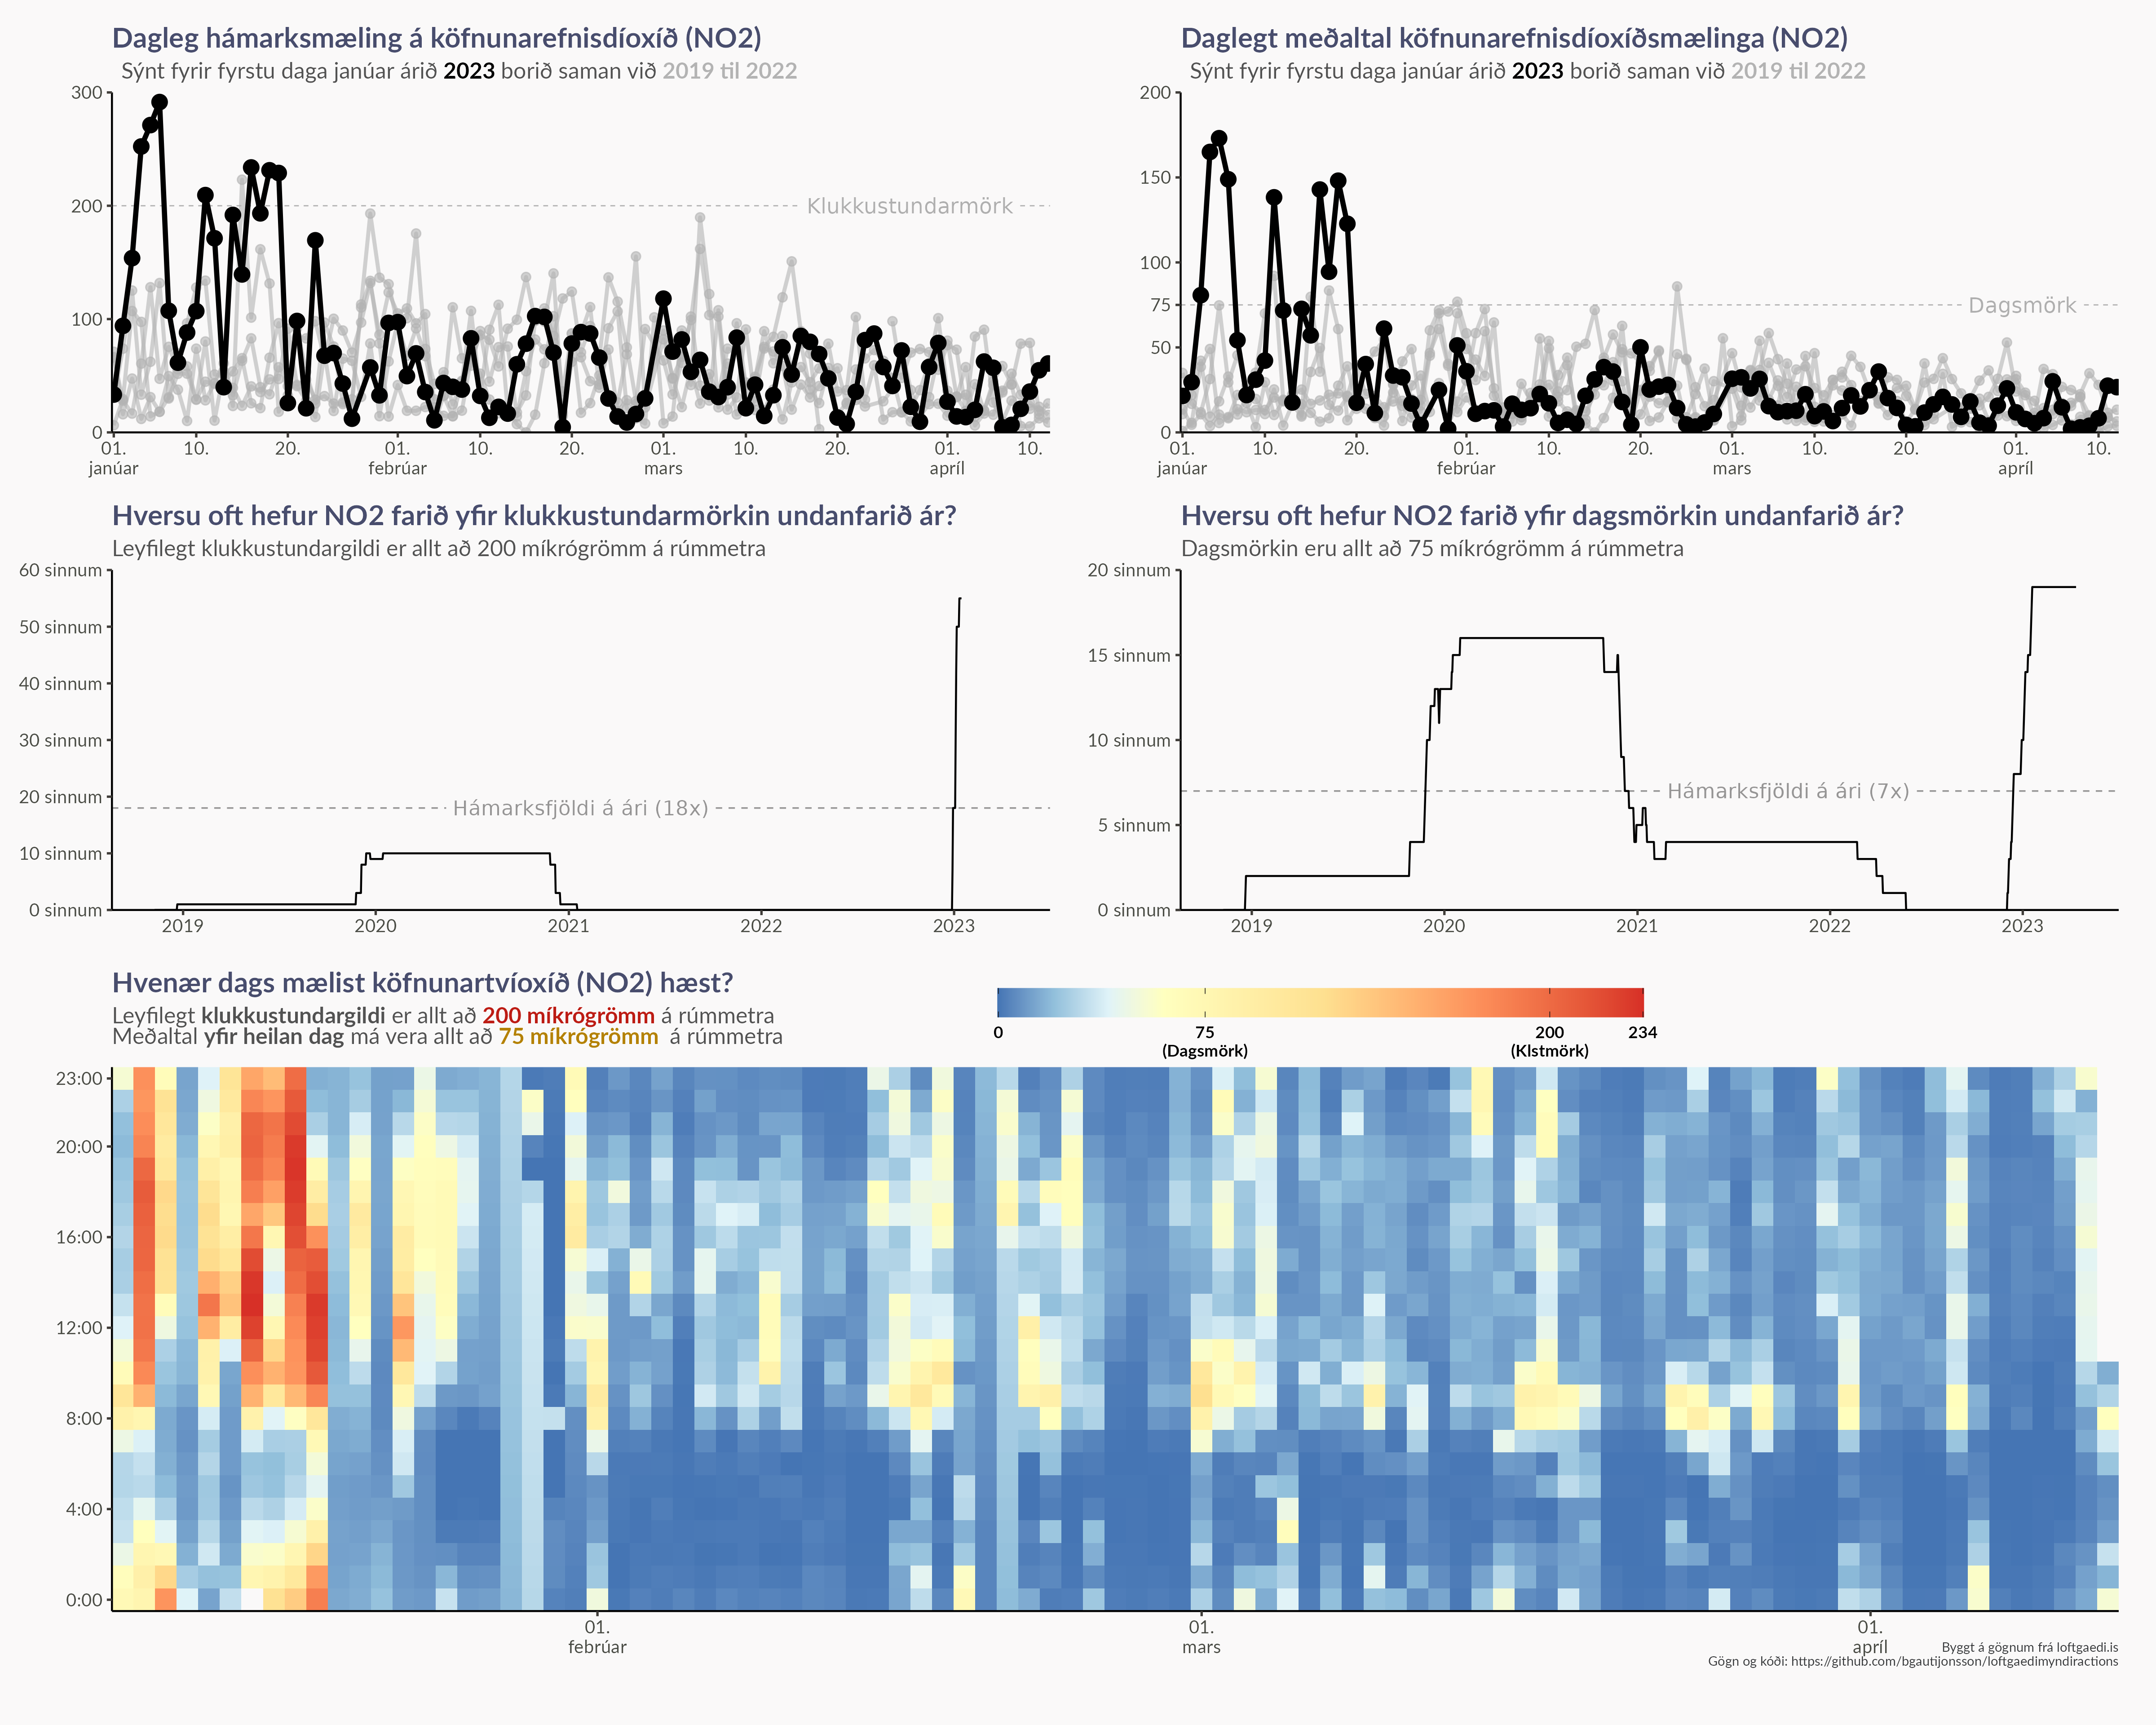 Dagleg hámarksmæling á köfnunarefnisdíoxíð (NO2)
Sýnt fyrir fyrstu daga janúar árið 2023 borið saman við 2019 til 2022
300
200
100
0
Klukkustundarmörk
01. 10. 20. 01. 10. 20. 01. 10. 20. 01. 10.
janúar febrúar mars apríl
Daglegt meðaltal köfnunarefnisdíoxíðsmælinga (NO2)
Sýnt fyrir fyrstu daga janúar árið 2023 borið saman við 2019 til 2022
200
150
100
75
50
0
Dagsmörk
01. 10. 20. 01. 10. 20. 01. 10. 20. 01. 10.
janúar febrúar mars apríl
Hversu oft hefur NO2 farið yfir klukkustundarmörkin undanfarið ár?
Leyfilegt klukkustundargildi er allt að 200 míkrógrömm á rúmmetra
60 sinnum
50 sinnum
40 sinnum
30 sinnum
20 sinnum
10 sinnum
0 sinnum
Hámarksfjöldi á ári (18x)
2019 2020 2021 2022 2023
Hversu oft hefur NO2 farið yfir dagsmörkin undanfarið ár?
Dagsmörkin eru allt að 75 míkrógrömm á rúmmetra
20 sinnum
15 sinnum
10 sinnum
5 sinnum
0 sinnum
Hámarksfjöldi á ári (7x)
2019 2020 2021 2022 2023
Hvenær dags mælist köfnunartvíoxíð (NO2) hæst?
Leyfilegt klukkustundargildi er allt að 200 míkrógrömm á rúmmetra
Meðaltal yfir heilan dag má vera allt að 75 míkrógrömm á rúmmetra
0 75 200 234
(Dagsmörk) (Klstmörk)
23:00
20:00
16:00
12:00
8:00
4:00
0:00
01. 01. 01.
febrúar mars apríl
Byggt á gögnum frá loftgaedi.is
Gögn og kóði: https://github.com/bgautijonsson/loftgaedimyndiractions